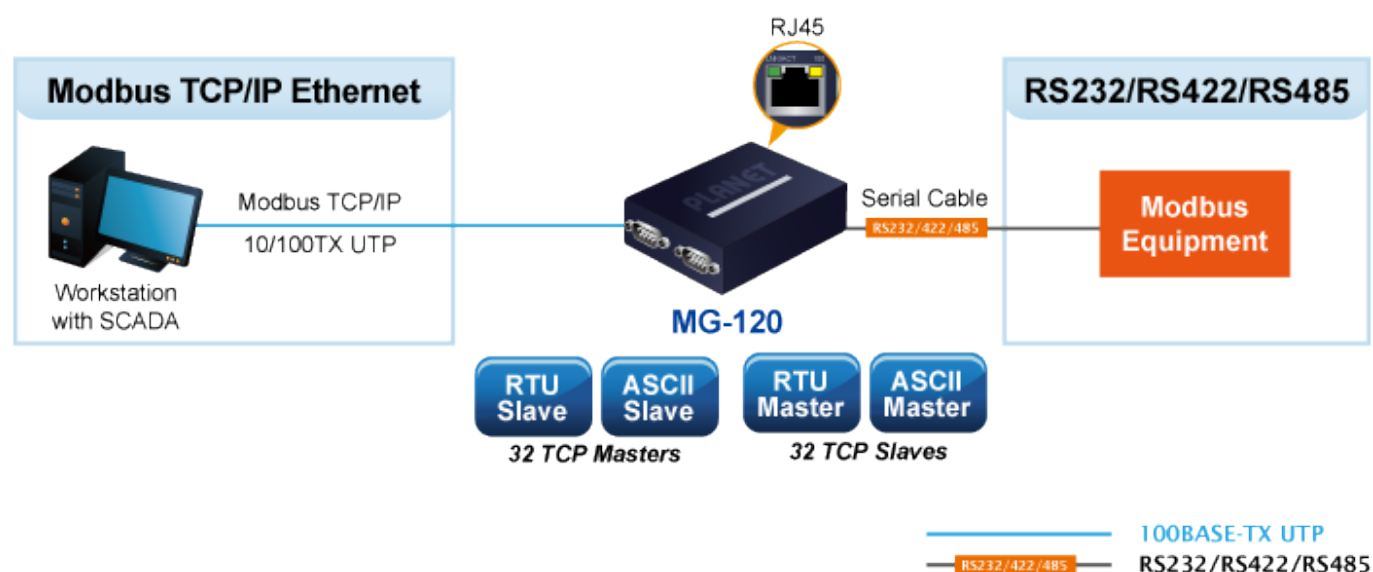 RJ45
Modbus TCP/IP Ethernet
RS232/RS422/RS485
PLANET
Modbus TCP/IP
10/100TX UTP
Workstation
with SCADA
Serial Cable
RS232/422/485
Modbus
Equipment
MG-120
RTU
Slave
ASCII
Slave
RTU
Master
ASCII
Master
32 TCP Masters
32 TCP Slaves
100BASE-TX UTP
RS232/422/485
RS232/RS422/RS485